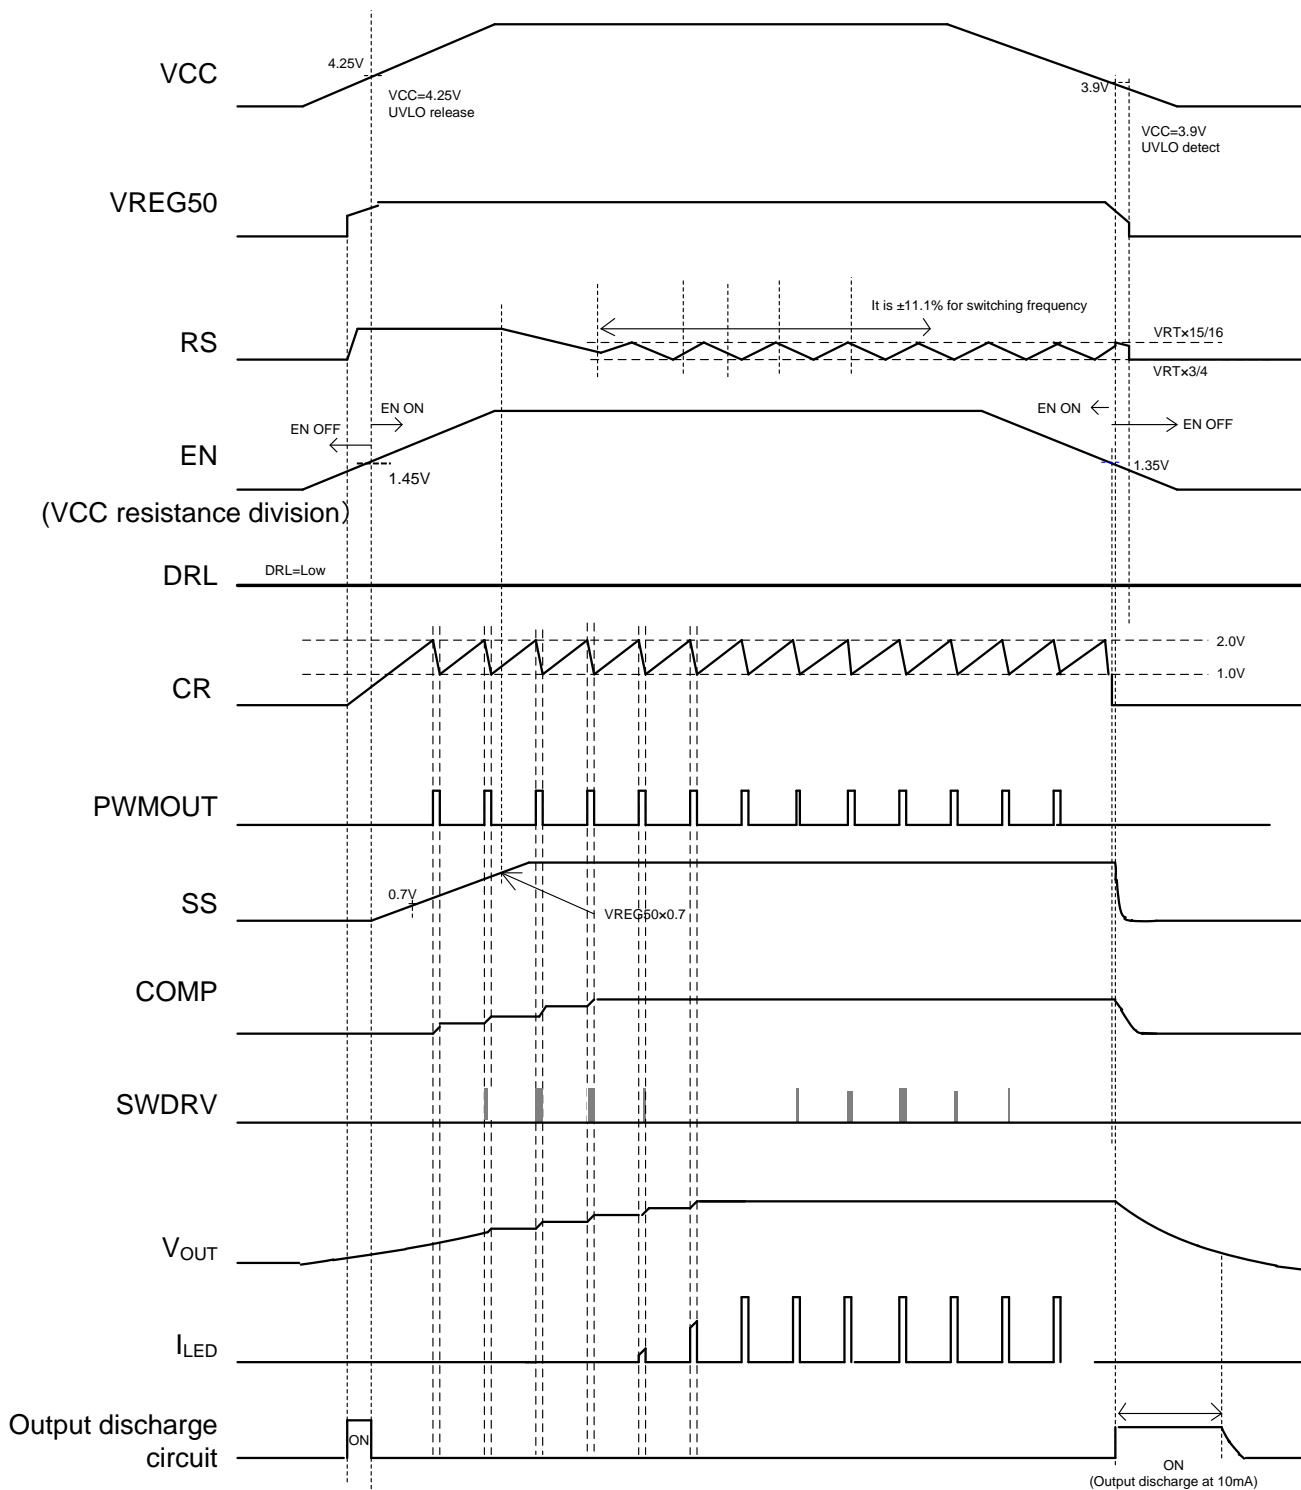 VCC
4.25V
VCC=4.25V
UVLO release
3.9V
VCC=3.9V
UVLO detect
VREG50
RS
It is ±11.1% for switching frequency
VRT×15/16
VRT×3/4
EN
(VCC resistance division）
EN OFF
EN ON
1.45V
EN ON
EN OFF
1.35V
DRL
DRL=Low
CR
2.0V
1.0V
PWMOUT
SS
0.7V
VREG50×0.7
COMP
SWDRV
VOUT
ILED
Output discharge
circuit
ON
ON
(Output discharge at 10mA)